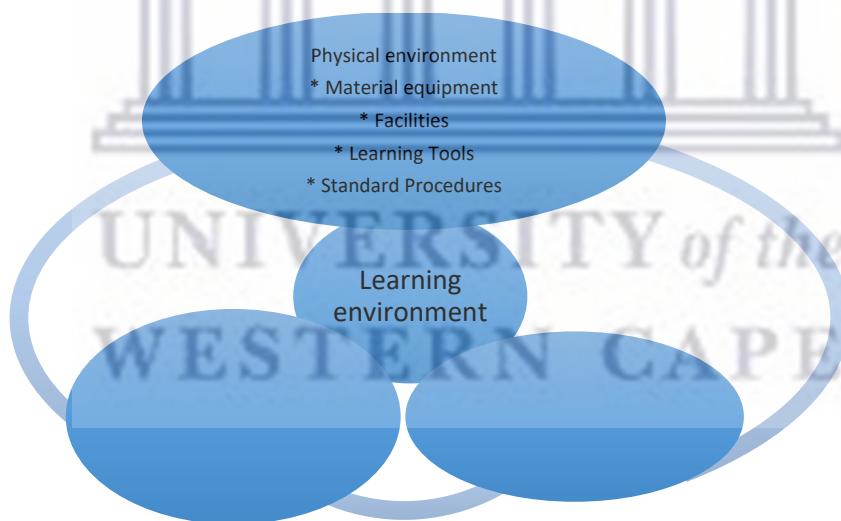 Physical environment
* Material equipment
* Facilities
* Learning Tools
* Standard Procedures
UNIVERSITY of the
Learning
environment
WESTERN CAPE